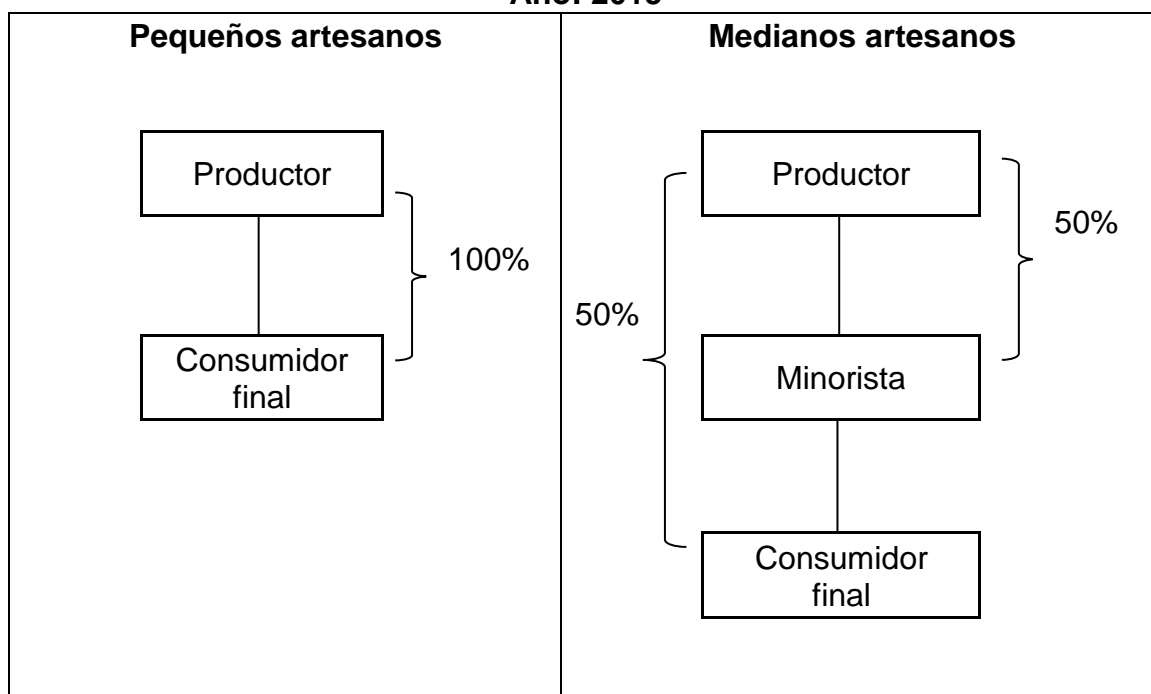 Pequeños artesanos
Productor
100%
Consumidor
final
Medianos artesanos
Productor
50%
50%
Minorista
Consumidor
final